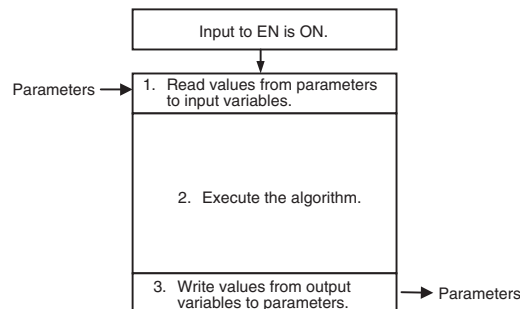 Input to EN is ON.
Parameters
1. Read values from parameters
to input variables.
2. Execute the algorithm.
3. Write values from output
variables to parameters.
Parameters